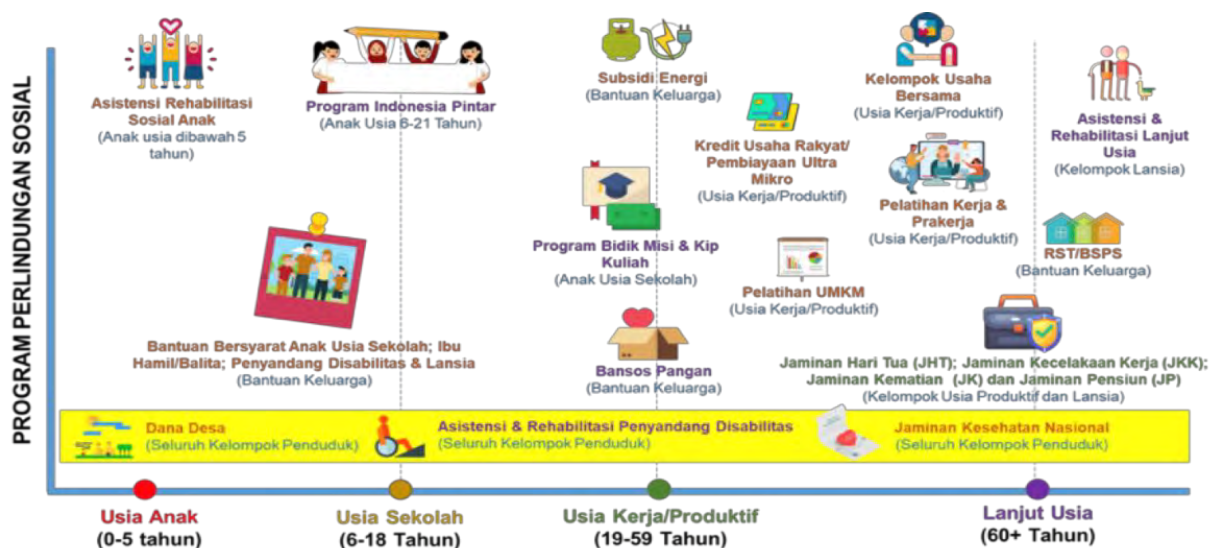 PROGRAM PERLINDUNGAN SOSIAL
Asistensi Rehabilitasi
Sosial Anak
(Anak usia dibawah 5
tahun)
Program Indonesia Pintar
(Anak Usia 6-21 Tahun)
Subsidi Energi
(Bantuan Keluarga)
Kelompok Usaha
Bersama
(Usia Kerja/Produktif)
Asistensi &
Rehabilitasi Lanjut
Usia
(Kelompok Lansia)
Kredit Usaha Rakyat/
Pembiayaan Ultra
Mikro
(Usia Kerja/Produktif)
Pelatihan Kerja &
Prakerja
(Usia Kerja/Produktif)
Program Bidik Misi & Kip
Kuliah
(Anak Usia Sekolah)
RST/BSPS
(Bantuan Keluarga)
Pelatihan UMKM
(Usia Kerja/Produktif)
Bantuan Bersyarat Anak Usia Sekolah; Ibu
Hamil/Balita; Penyandang Disabilitas & Lansia
(Bantuan Keluarga)
Bansos Pangan
(Bantuan Keluarga)
Jaminan Hari Tua (JHT); Jaminan Kecelakaan Kerja (JKK);
Jaminan Kematian (JK) dan Jaminan Pensiun (JP)
(Kelompok Usia Produktif dan Lansia)
Dana Desa
(Seluruh Kelompok Penduduk)
Asistensi & Rehabilitasi Penyandang Disabilitas
(Seluruh Kelompok Penduduk)
Jaminan Kesehatan Nasional
(Seluruh Kelompok Penduduk)
Usia Anak
(0-5 tahun)
Usia Sekolah
(6-18 Tahun)
Usia Kerja/Produktif
(19-59 Tahun)
Lanjut Usia
(60+ Tahun)